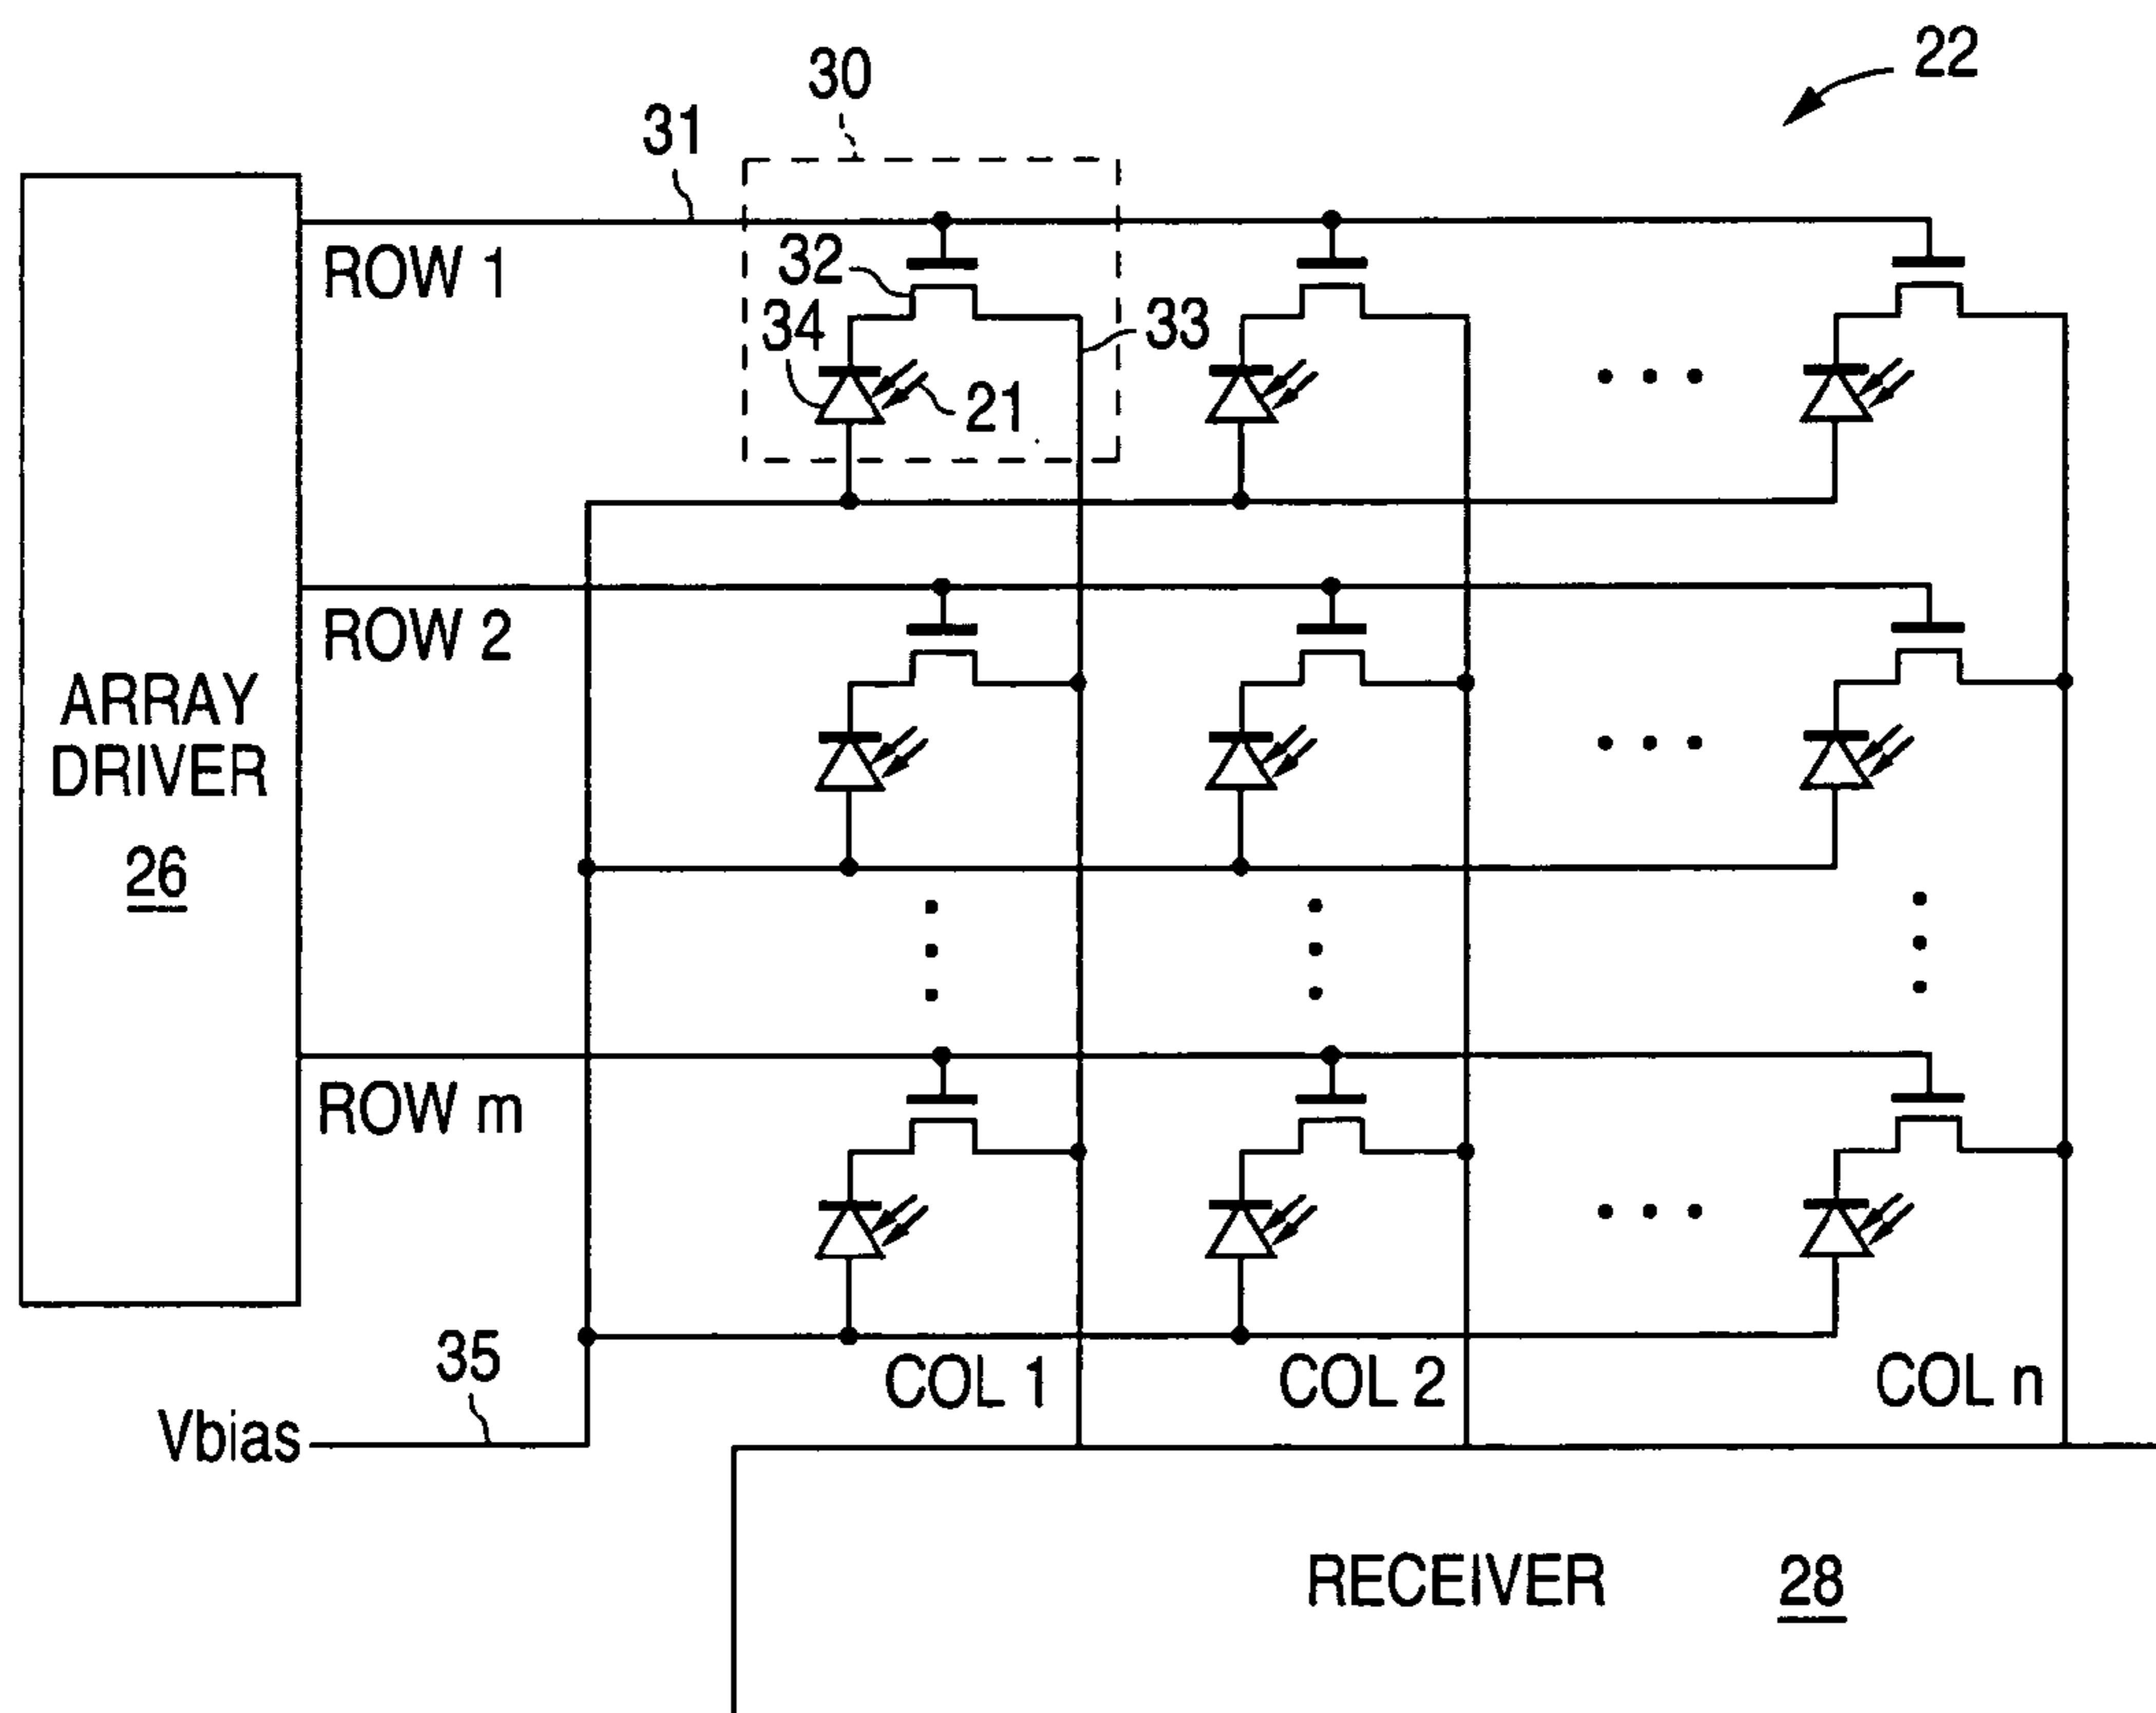 22
30
31
ROW 1
32
34
33
21
ROW 2
ARRAY
DRIVER
26
ROW m
35
COL 1
COL 2
COL n
Vbias
RECEIVER 28